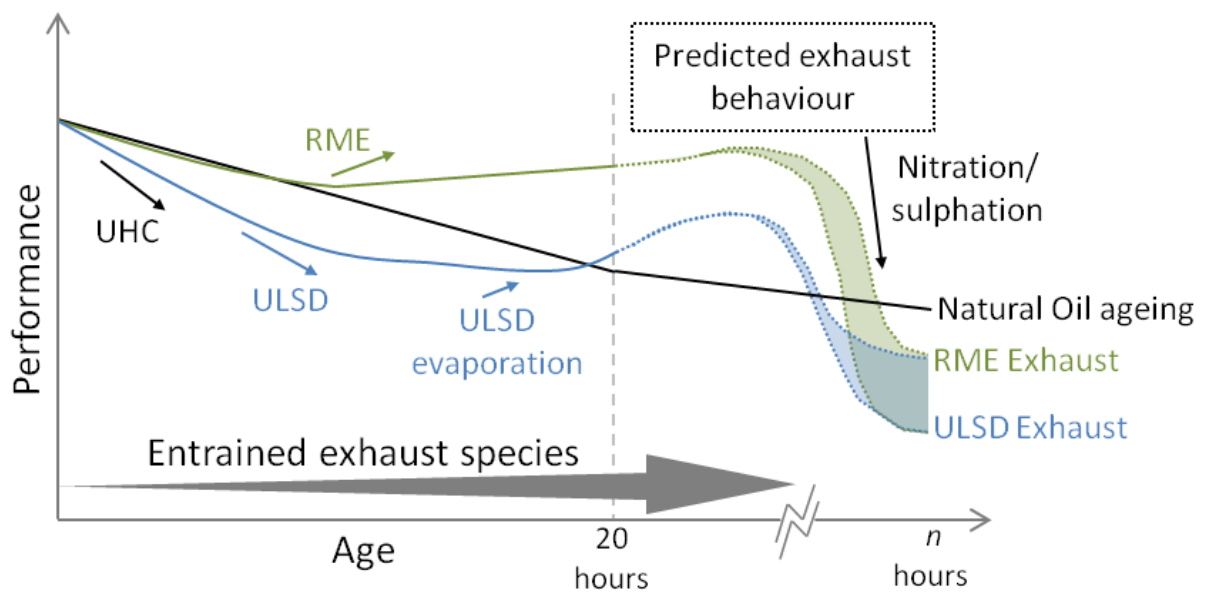 Predicted exhaust
behaviour
RME
Nitration/
sulphation
UHC
ULSD
ULSD
evaporation
Natural Oil ageing
RME Exhaust
ULSD Exhaust
Performance
Entrained exhaust species
Age
20
hours
n
hours